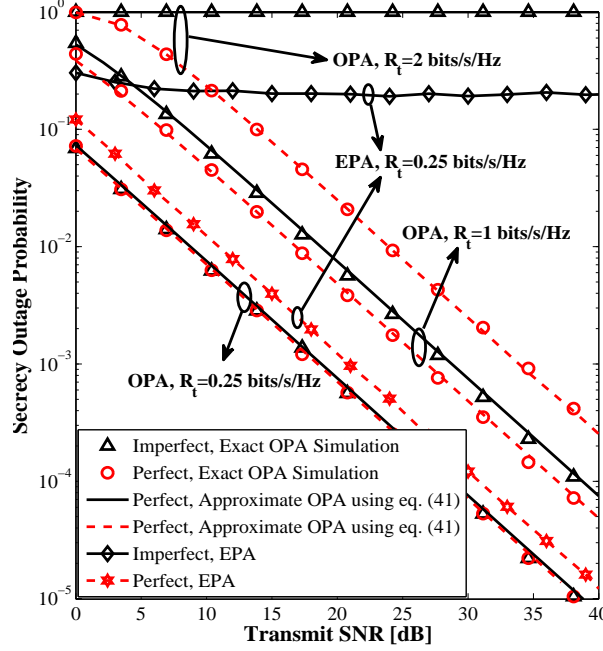 10^0
10^-1
10^-2
10^-3
10^-4
10^-5
Secrecy Outage Probability
OPA, R_t=2 bits/s/Hz
EPA, R_t=0.25 bits/s/Hz
OPA, R_t=1 bits/s/Hz
OPA, R_t=0.25 bits/s/Hz
Imperfect, Exact OPA Simulation
Perfect, Exact OPA Simulation
Perfect, Approximate OPA using eq. (41)
Perfect, Approximate OPA using eq. (41)
Imperfect, EPA
Perfect, EPA
0 5 10 15 20 25 30 35 40
Transmit SNR [dB]